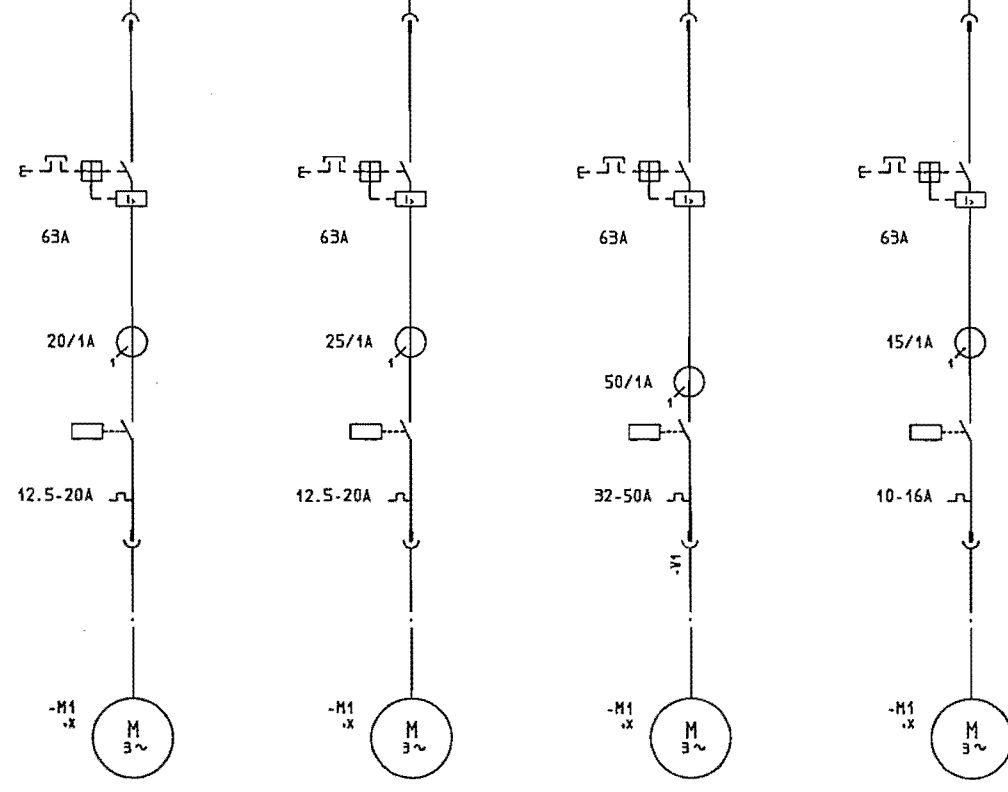 I> I> I> I>
63A 63A 63A 63A
20/1A 25/1A 15/1A
1 1 1
50/1A
1
12.5-20A 12.5-20A 32-50A 10-16A
-V1
-M1 -M1 -M1 -M1
+X +X +X +X
M M M M
3~ 3~ 3~ 3~